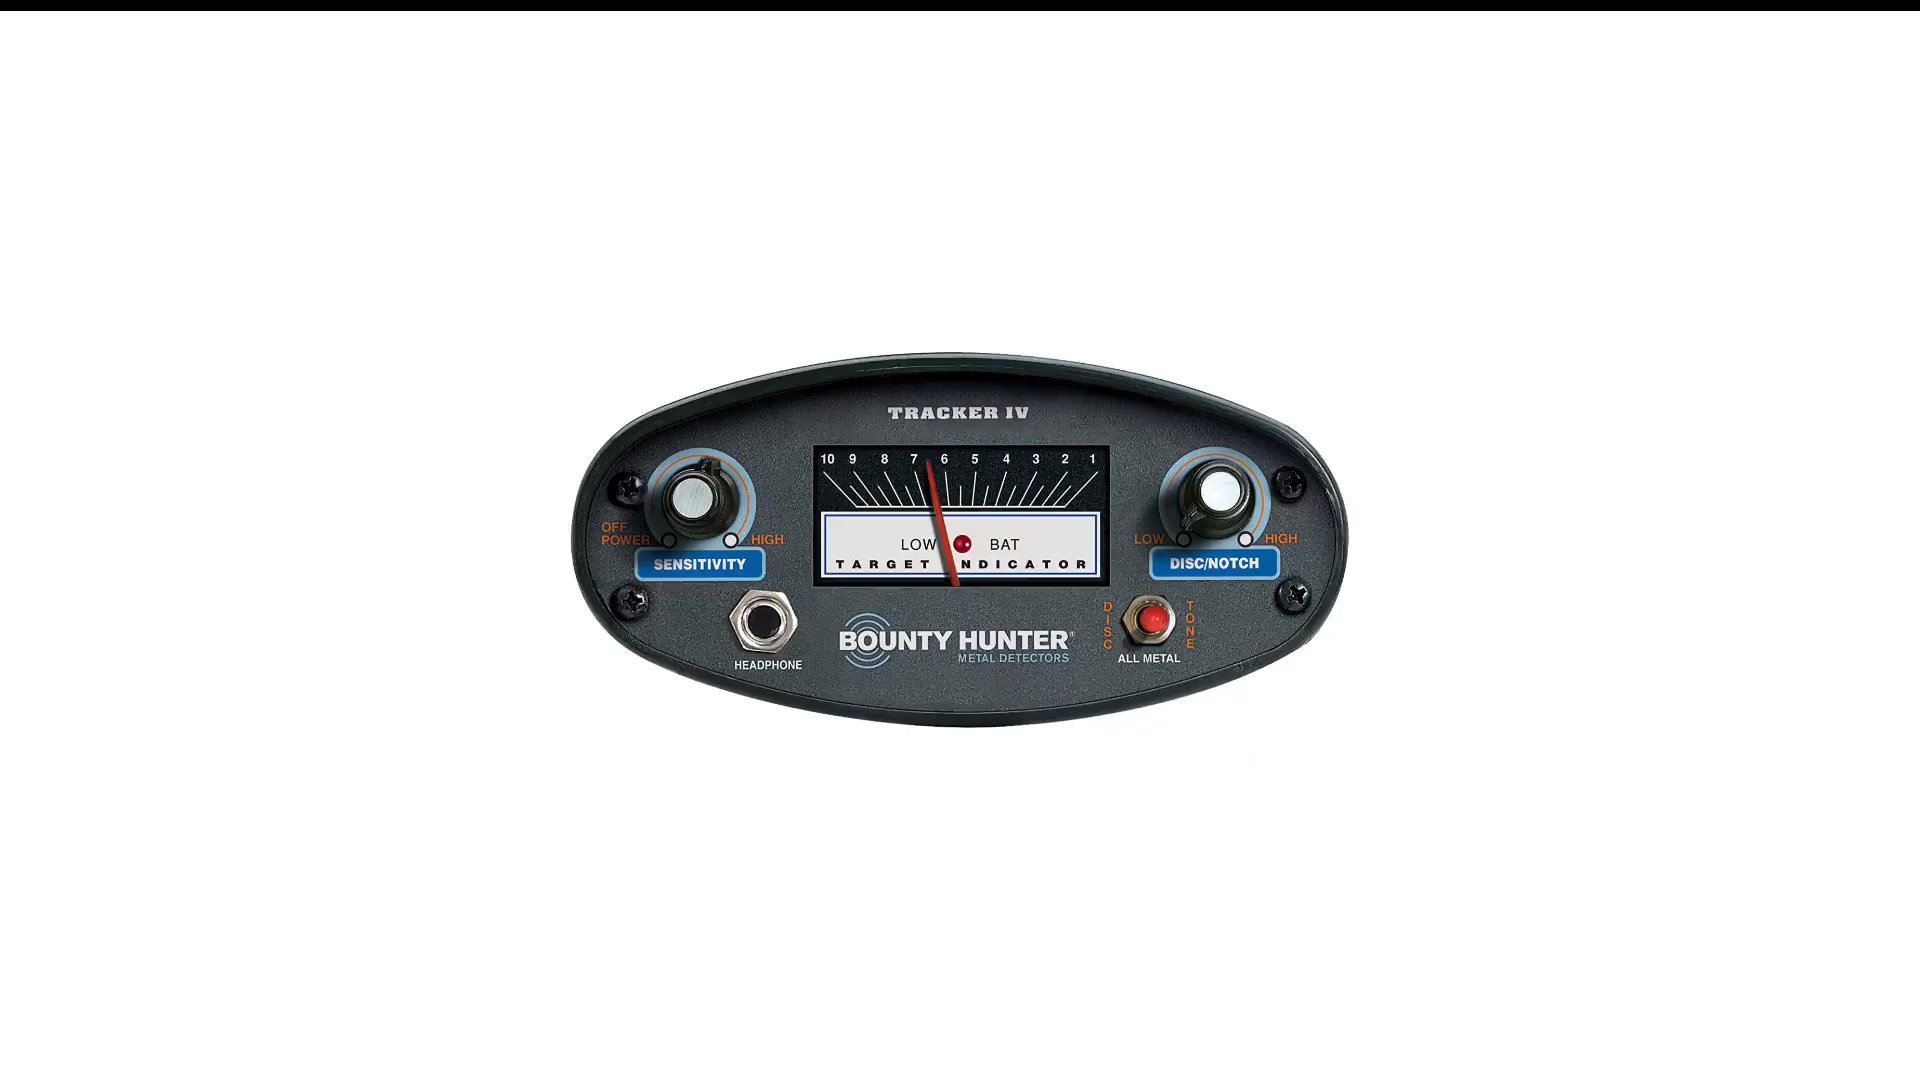 TRACKER IV
10 9 8 7 6 5 4 3 2 1
OFF
POWER
HIGH
SENSITIVITY
LOW BAT
TARGET INDICATOR
LOW
HIGH
DISC/NOTCH
HEADPHONE
BOUNTY HUNTER®
METAL DETECTORS
DISC
TONE
ALL METAL